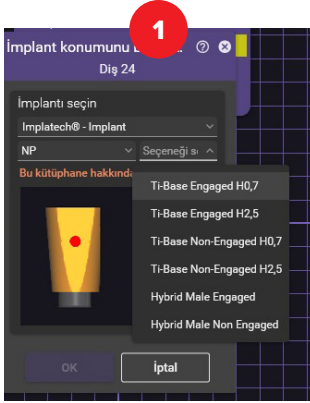 1
İmplant konumunu
Diş 24
İmplantı seçin
Implatech® - Implant
NP
Seçeneği
Bu kütüphane hakkında
Ti-Base Engaged H0,7
Ti-Base Engaged H2,5
Ti-Base Non-Engaged H0,7
Ti-Base Non-Engaged H2,5
Hybrid Male Engaged
Hybrid Male Non Engaged
OK
İptal